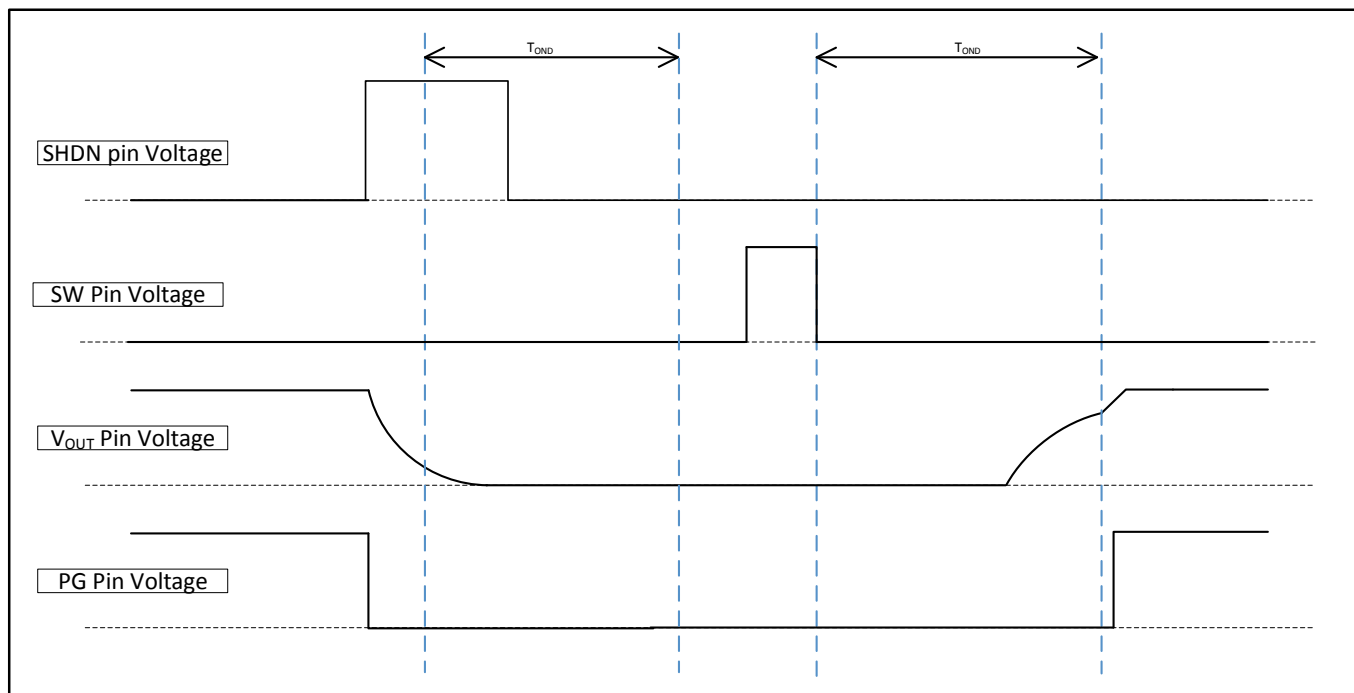 TOND
TOND
SHDN pin Voltage
SW Pin Voltage
VOUT Pin Voltage
PG Pin Voltage